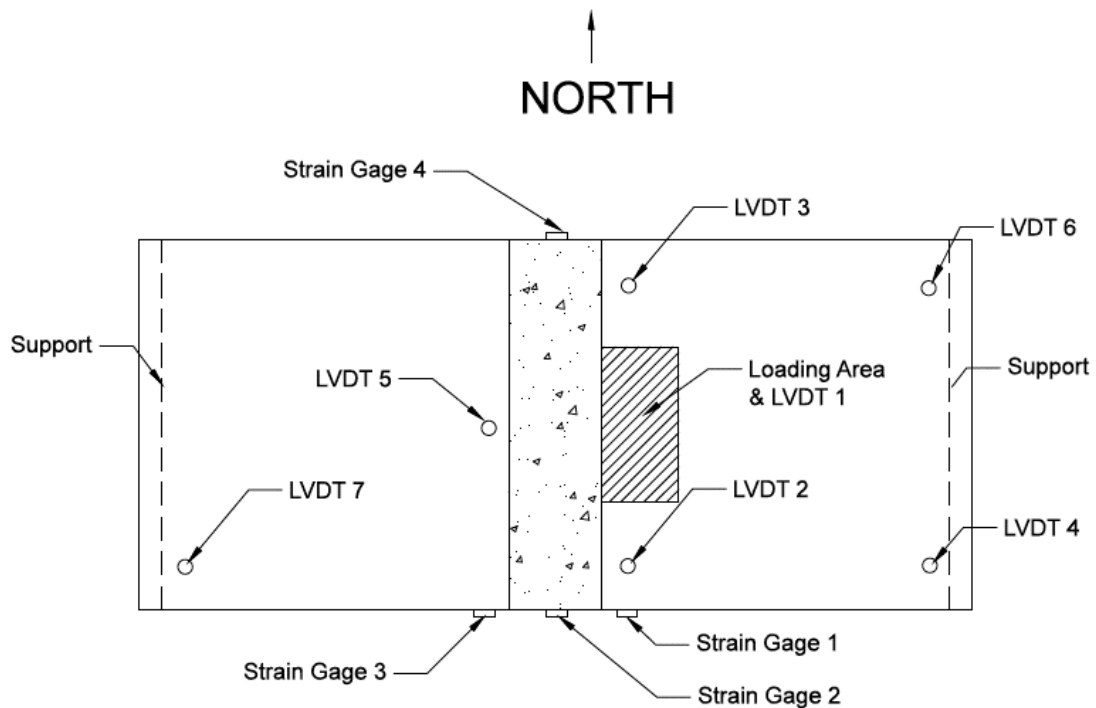 NORTH
Strain Gage 4
LVDT 3
LVDT 6
Support
LVDT 5
Loading Area
& LVDT 1
Support
LVDT 7
LVDT 2
LVDT 4
Strain Gage 3
Strain Gage 1
Strain Gage 2